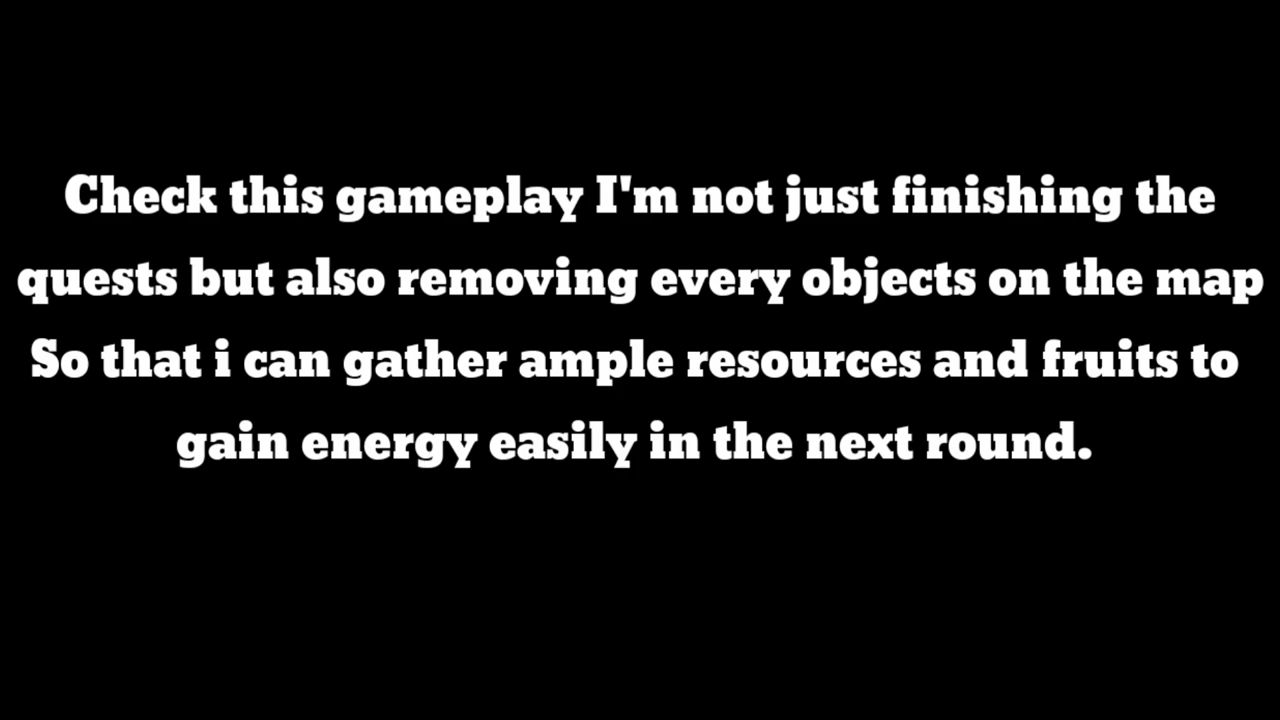 Check this gameplay I'm not just finishing the
quests but also removing every objects on the map
So that i can gather ample resources and fruits to
gain energy easily in the next round.